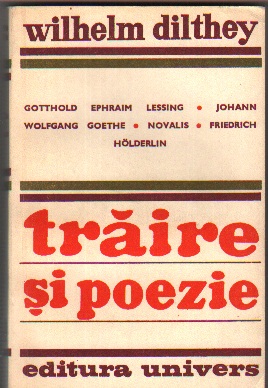 wilhelm dilthey
GOTTHOLD EPHRAIM LESSING • JOHANN
WOLFGANG GOETHE • NOVALIS • FRIEDRICH
HÖLDERLIN
trăire
și poezie
editura univers